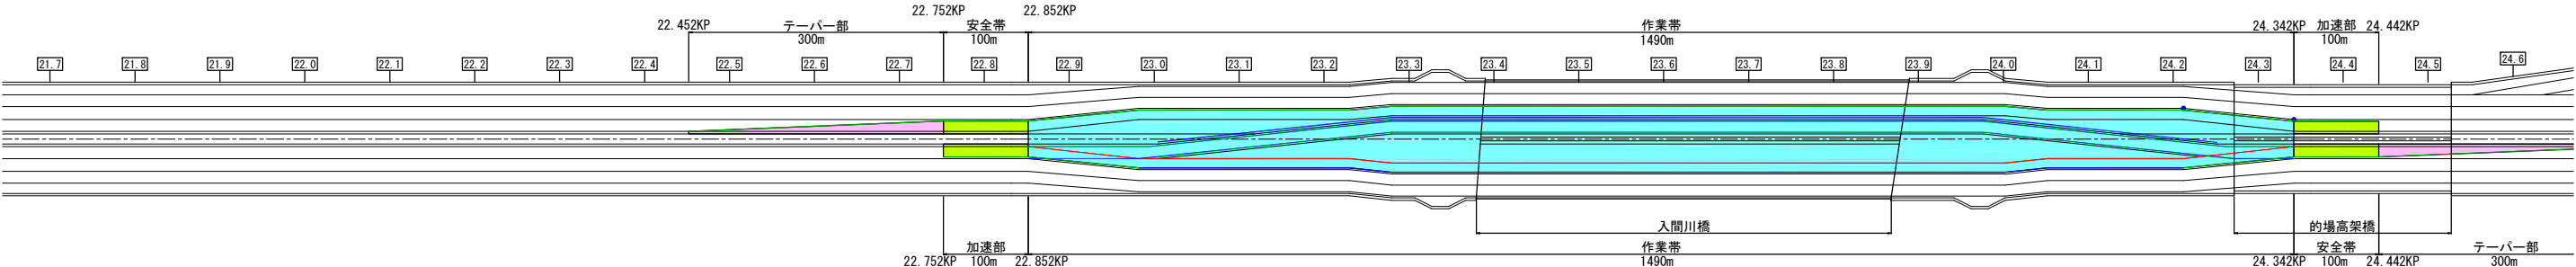 22.752KP 22.852KP
22.452KP テーパー部 安全帯 作業帯 24.342KP 加速部 24.442KP
300m 100m 1490m 100m
21.7 21.8 21.9 22.0 22.1 22.2 22.3 22.4 22.5 22.6 22.7 22.8 22.9 23.0 23.1 23.2 23.3 23.4 23.5 23.6 23.7 23.8 23.9 24.0 24.1 24.2 24.3 24.4 24.5 24.6
入間川橋 的場高架橋
加速部 作業帯 安全帯 テーパー部
22.752KP 100m 22.852KP 1490m 24.342KP 100m 24.442KP 300m